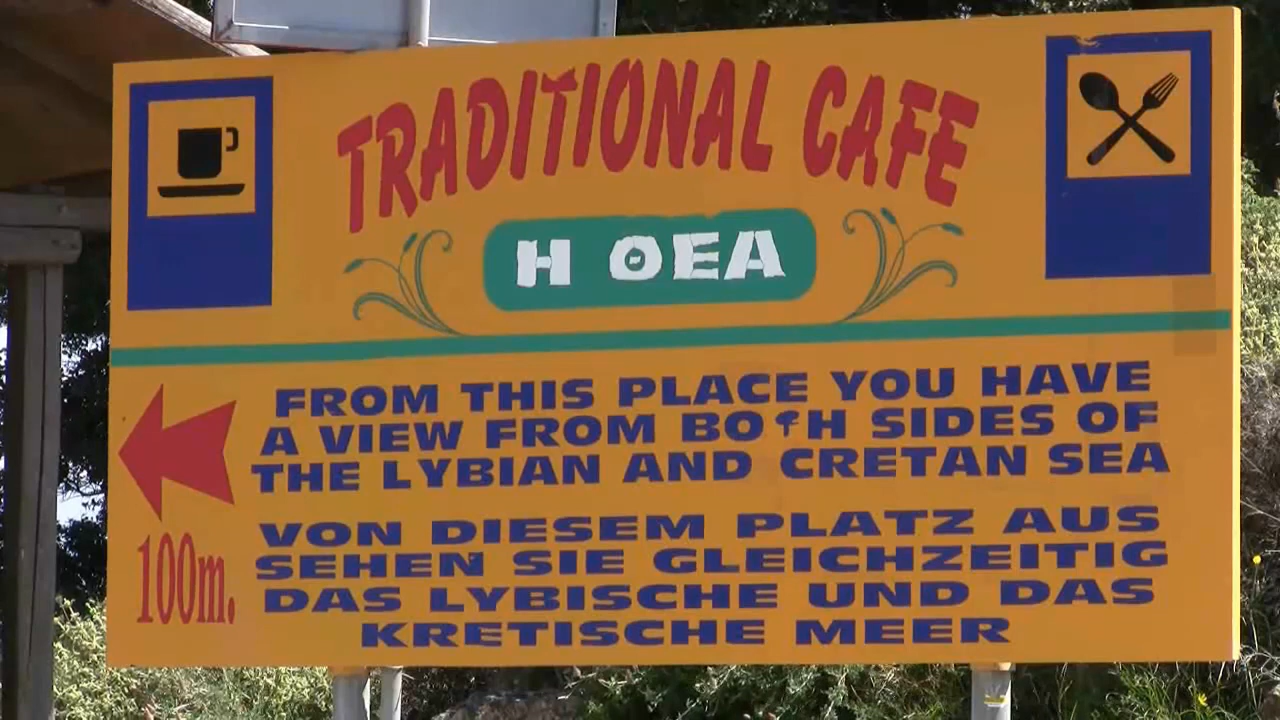 TRADITIONAL CAFE
Η ΘΕΑ
FROM THIS PLACE YOU HAVE
A VIEW FROM BOTH SIDES OF
THE LYBIAN AND CRETAN SEA
100m.
VON DIESEM PLATZ AUS
SEHEN SIE GLEICHZEITIG
DAS LYBISCHE UND DAS
KRETISCHE MEER